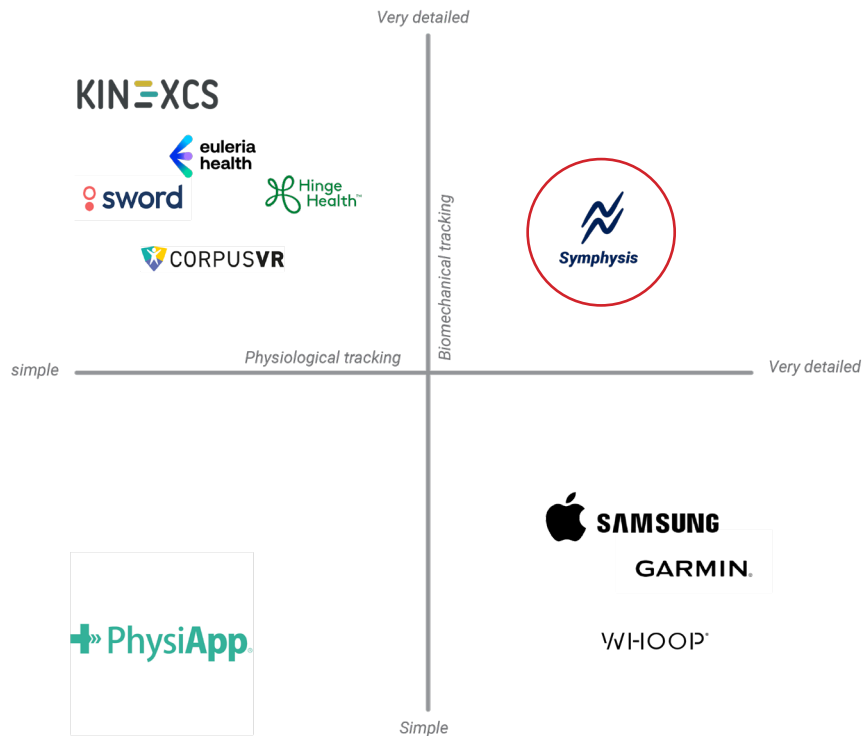 Very detailed
KINEXCS
euleria
health
sword
Hinge
Health™
CORPUSVR
Biomechanical tracking
Symphysis
Physiological tracking
simple
Very detailed
SAMSUNG
GARMIN®
PhysiApp®
WHOOP®
Simple